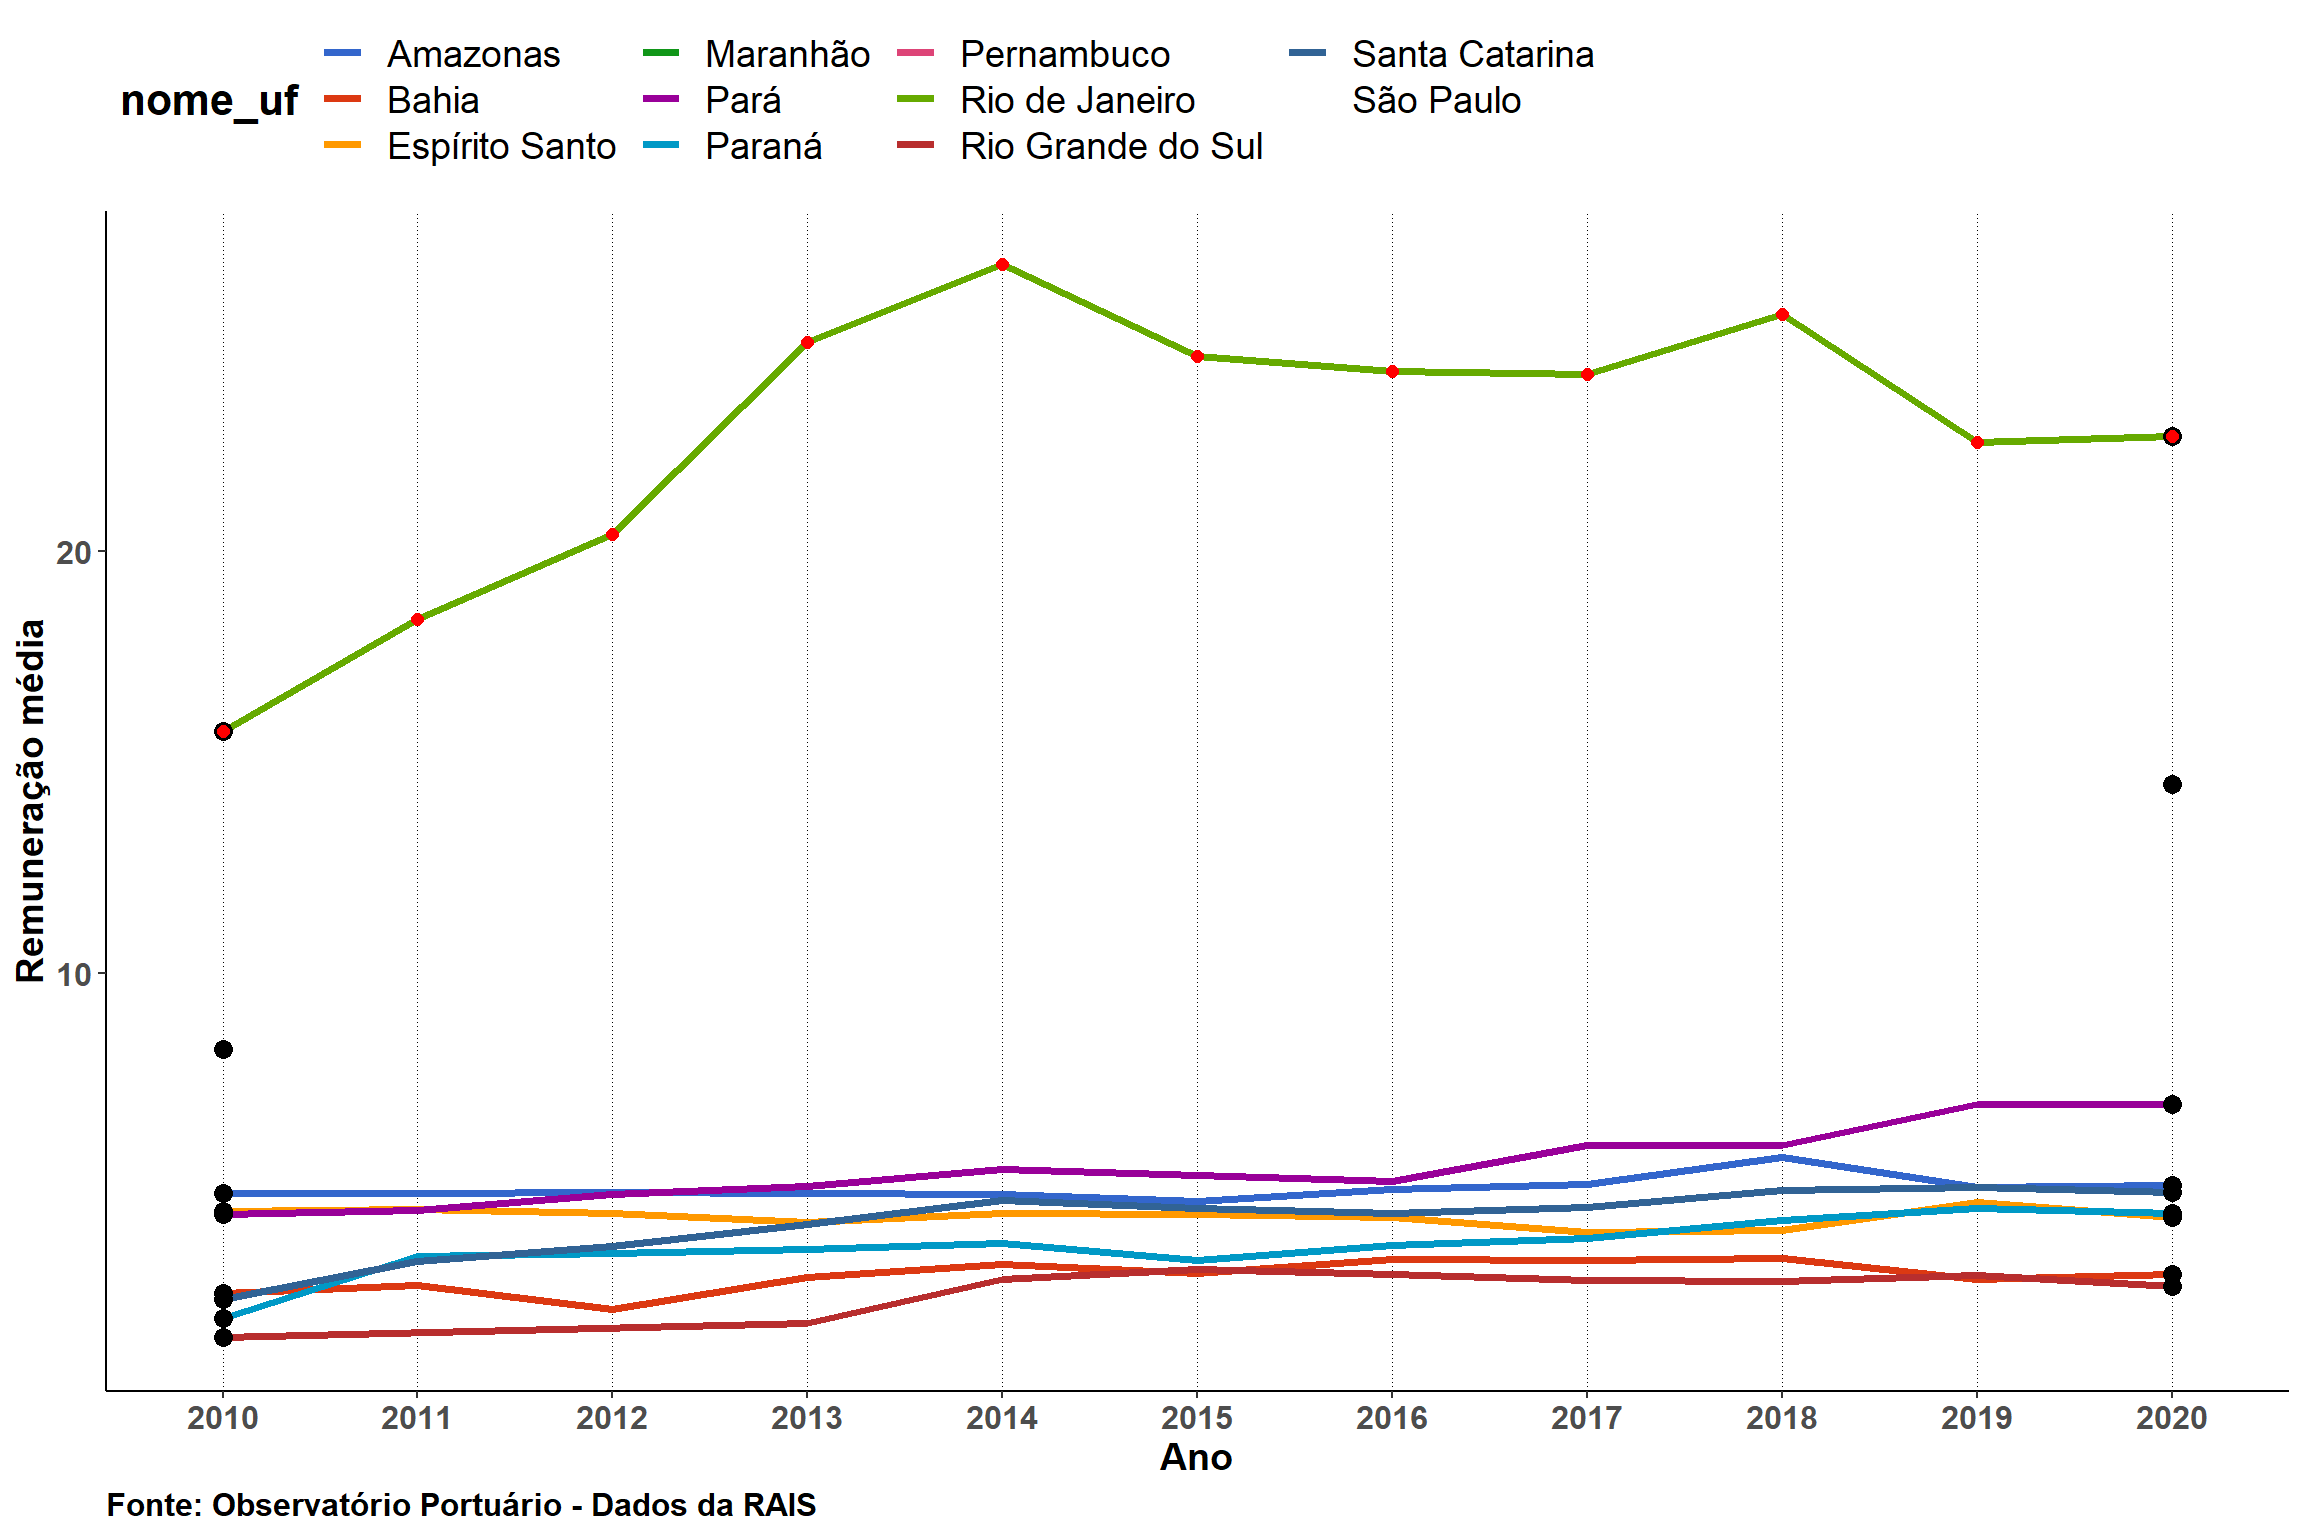 nome_uf
Amazonas
Bahia
Espírito Santo
Maranhão
Pará
Paraná
Pernambuco
Rio de Janeiro
Rio Grande do Sul
Santa Catarina
São Paulo
Remuneração média
20
10
2010 2011 2012 2013 2014 2015 2016 2017 2018 2019 2020
Ano
Fonte: Observatório Portuário - Dados da RAIS